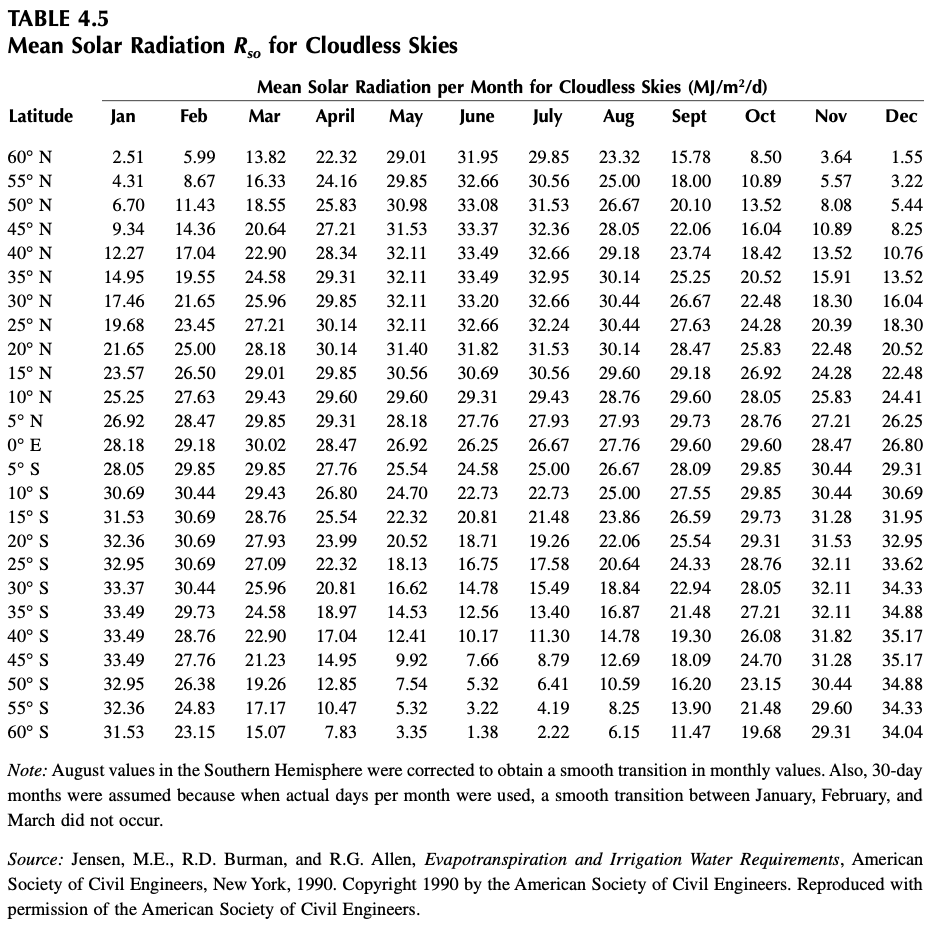 TABLE 4.5
Mean Solar Radiation Rso for Cloudless Skies
Mean Solar Radiation per Month for Cloudless Skies (MJ/m²/d)
Latitude Jan Feb Mar April May June July Aug Sept Oct Nov Dec
60° N 2.51 5.99 13.82 22.32 29.01 31.95 29.85 23.32 15.78 8.50 3.64 1.55
55° N 4.31 8.67 16.33 24.16 29.85 32.66 30.56 25.00 18.00 10.89 5.57 3.22
50° N 6.70 11.43 18.55 25.83 30.98 33.08 31.53 26.67 20.10 13.52 8.08 5.44
45° N 9.34 14.36 20.64 27.21 31.53 33.37 32.36 28.05 22.06 16.04 10.89 8.25
40° N 12.27 17.04 22.90 28.34 32.11 33.49 32.66 29.18 23.74 18.42 13.52 10.76
35° N 14.95 19.55 24.58 29.31 32.11 33.49 32.95 30.14 25.25 20.52 15.91 13.52
30° N 17.46 21.65 25.96 29.85 32.11 33.20 32.66 30.44 26.67 22.48 18.30 16.04
25° N 19.68 23.45 27.21 30.14 32.11 32.66 32.24 30.44 27.63 24.28 20.39 18.30
20° N 21.65 25.00 28.18 30.14 31.40 31.82 31.53 30.14 28.47 25.83 22.48 20.52
15° N 23.57 26.50 29.01 29.85 30.56 30.69 30.56 29.60 29.18 26.92 24.28 22.48
10° N 25.25 27.63 29.43 29.60 29.60 29.31 29.43 28.76 29.60 28.05 25.83 24.41
5° N 26.92 28.47 29.85 29.31 28.18 27.76 27.93 27.93 29.73 28.76 27.21 26.25
0° E 28.18 29.18 30.02 28.47 26.92 26.25 26.67 27.76 29.60 29.60 28.47 26.80
5° S 28.05 29.85 29.85 27.76 25.54 24.58 25.00 26.67 28.09 29.85 30.44 29.31
10° S 30.69 30.44 29.43 26.80 24.70 22.73 22.73 25.00 27.55 29.85 30.44 30.69
15° S 31.53 30.69 28.76 25.54 22.32 20.81 21.48 23.86 26.59 29.73 31.28 31.95
20° S 32.36 30.69 27.93 23.99 20.52 18.71 19.26 22.06 25.54 29.31 31.53 32.95
25° S 32.95 30.69 27.09 22.32 18.13 16.75 17.58 20.64 24.33 28.76 32.11 33.62
30° S 33.37 30.44 25.96 20.81 16.62 14.78 15.49 18.84 22.94 28.05 32.11 34.33
35° S 33.49 29.73 24.58 18.97 14.53 12.56 13.40 16.87 21.48 27.21 32.11 34.88
40° S 33.49 28.76 22.90 17.04 12.41 10.17 11.30 14.78 19.30 26.08 31.82 35.17
45° S 33.49 27.76 21.23 14.95 9.92 7.66 8.79 12.69 18.09 24.70 31.28 35.17
50° S 32.95 26.38 19.26 12.85 7.54 5.32 6.41 10.59 16.20 23.15 30.44 34.88
55° S 32.36 24.83 17.17 10.47 5.32 3.22 4.19 8.25 13.90 21.48 29.60 34.33
60° S 31.53 23.15 15.07 7.83 3.35 1.38 2.22 6.15 11.47 19.68 29.31 34.04
Note: August values in the Southern Hemisphere were corrected to obtain a smooth transition in monthly values. Also, 30-day
months were assumed because when actual days per month were used, a smooth transition between January, February, and
March did not occur.
Source: Jensen, M.E., R.D. Burman, and R.G. Allen, Evapotranspiration and Irrigation Water Requirements, American
Society of Civil Engineers, New York, 1990. Copyright 1990 by the American Society of Civil Engineers. Reproduced with
permission of the American Society of Civil Engineers.